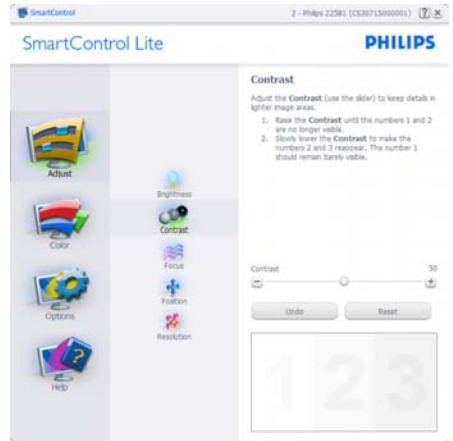 SmartControl
2 - Philips 225B1 (CS30715000001)
SmartControl Lite
PHILIPS
Adjust
Color
Options
Help
Brightness
Contrast
Focus
Position
Resolution
Contrast
Adjust the Contrast (use the slider) to keep details in
lighter image areas.
1. Raise the Contrast until the numbers 1 and 2
are no longer visible.
2. Slowly lower the Contrast to make the
numbers 2 and 3 reappear. The number 1
should remain barely visible.
Contrast 50
Undo Reset
1 2 3